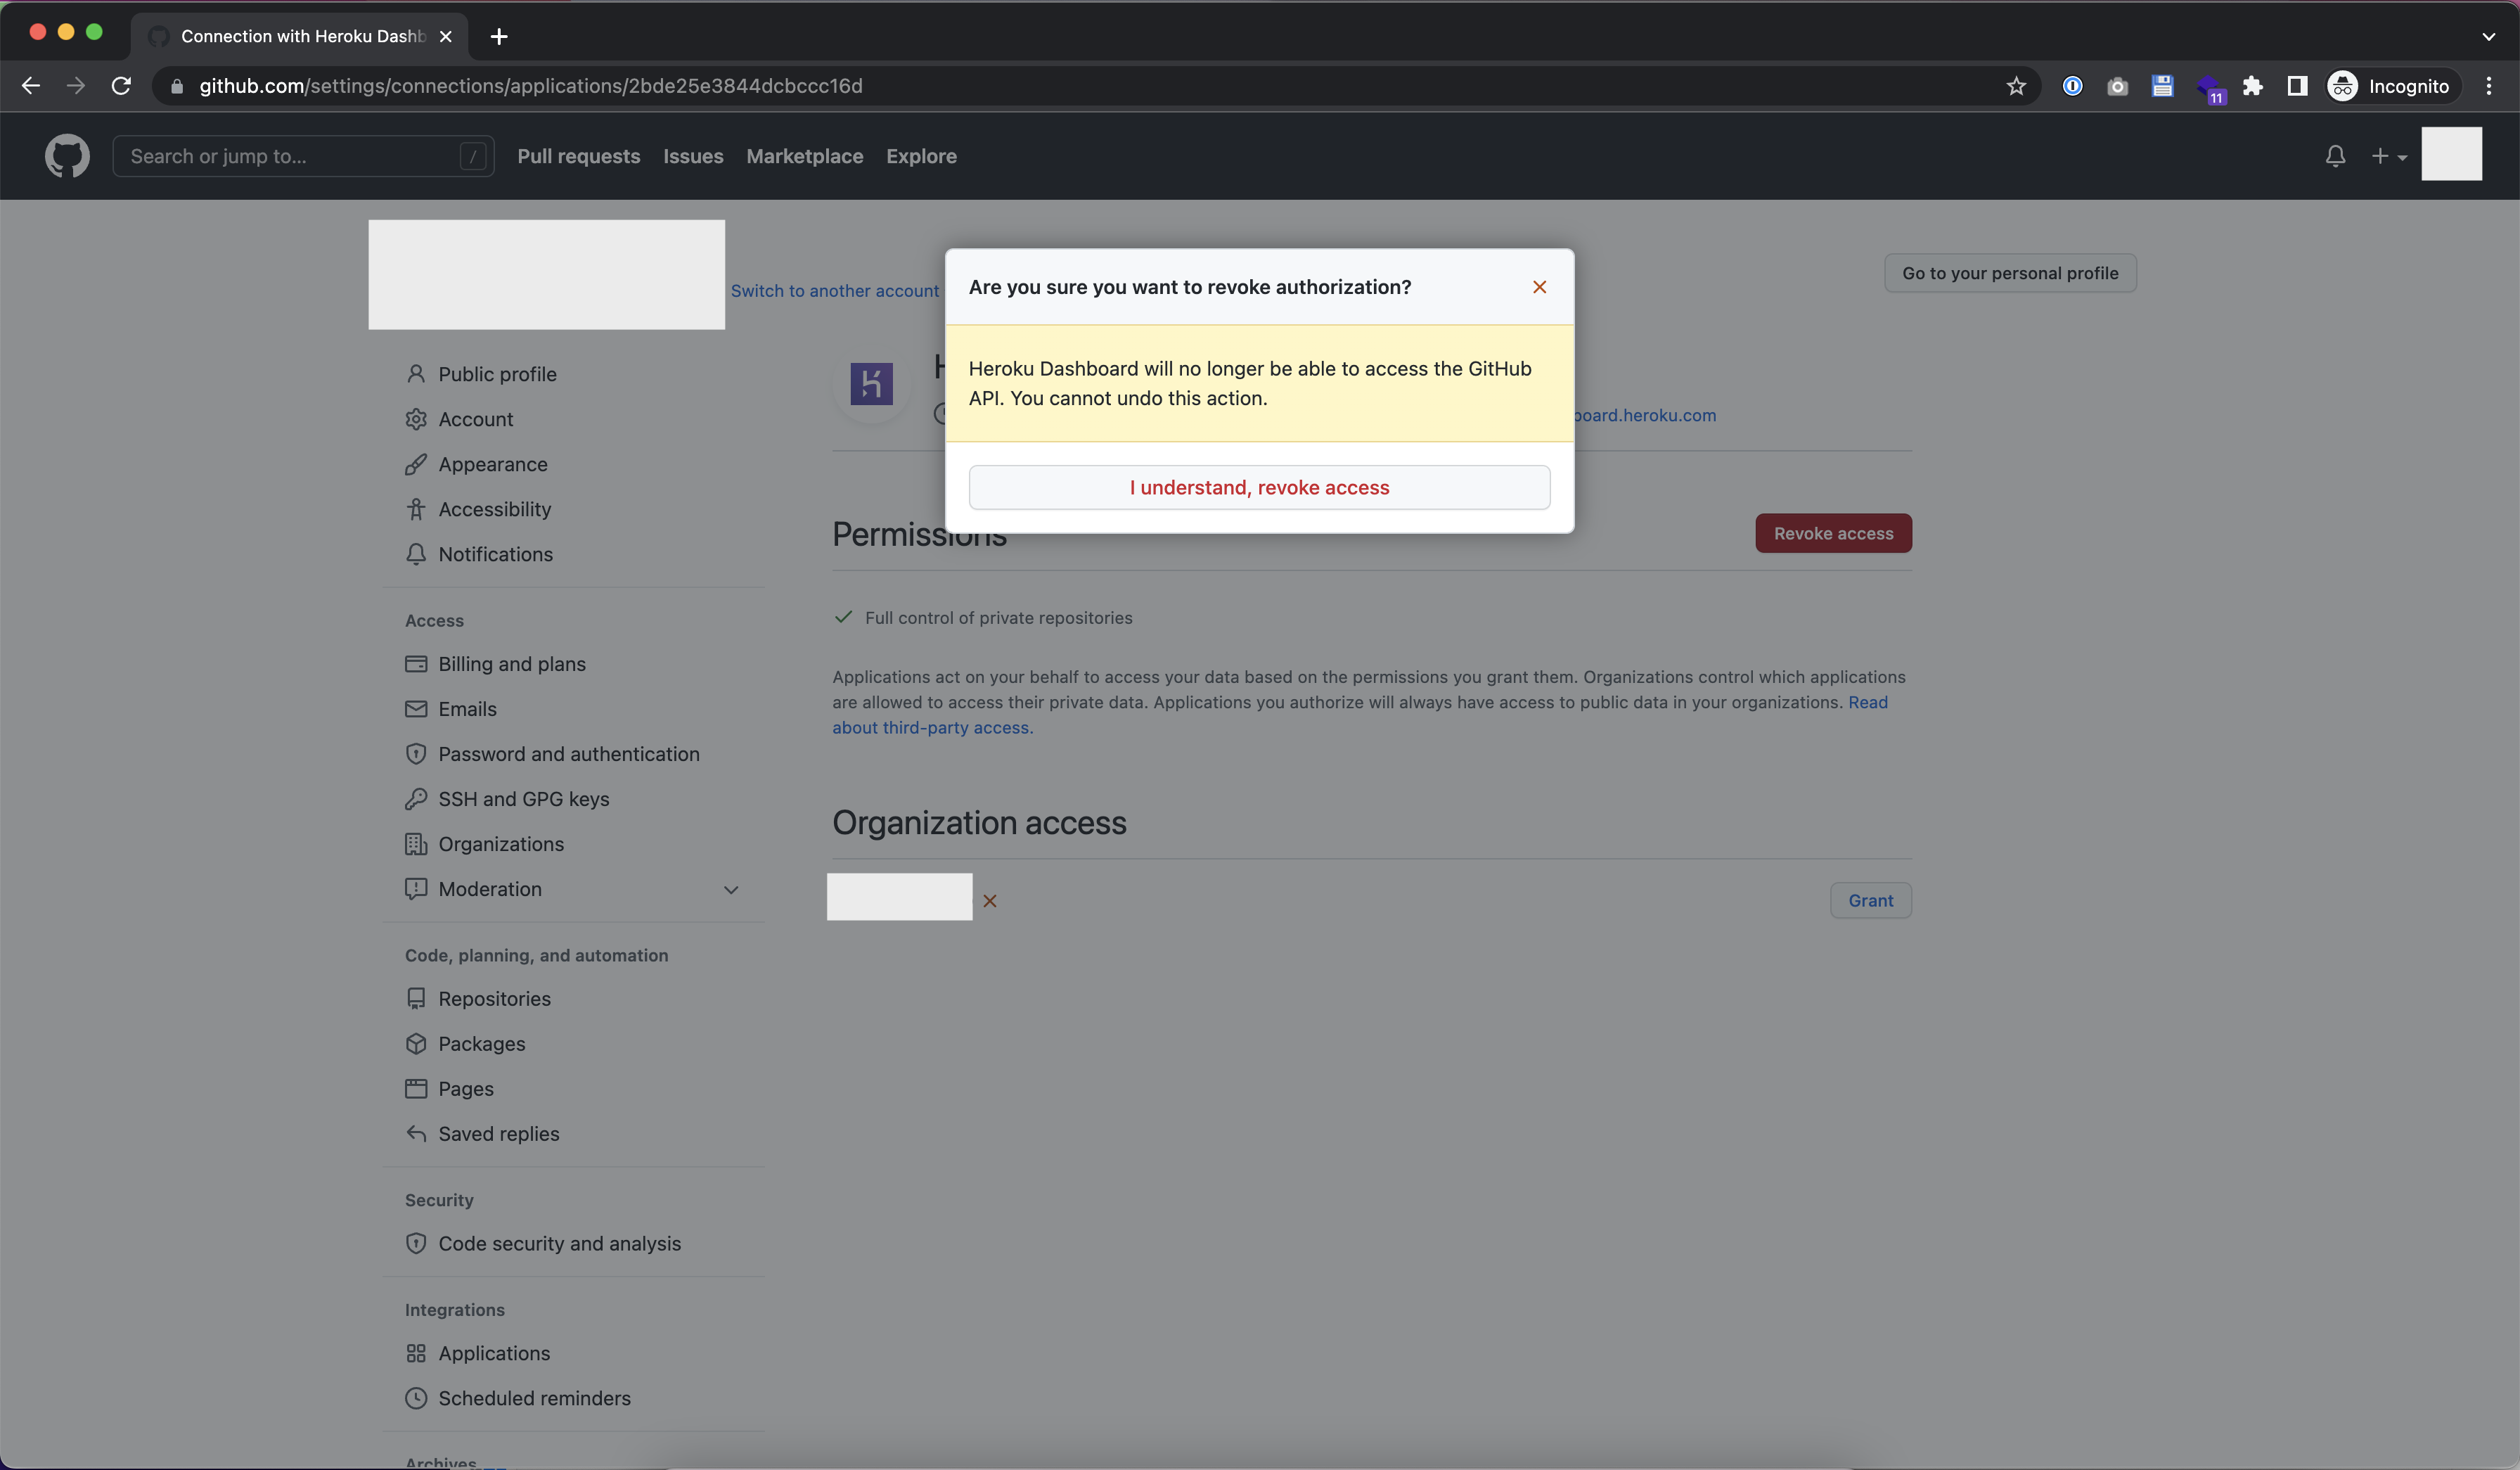 Connection with Heroku Dashb
github.com/settings/connections/applications/2bde25e3844dcbccc16d
11
Incognito
Search or jump to...
/
Pull requests
Issues
Marketplace
Explore
Switch to another account
Go to your personal profile
Are you sure you want to revoke authorization?
Heroku Dashboard will no longer be able to access the GitHub
API. You cannot undo this action.
I understand, revoke access
board.heroku.com
Public profile
Account
Appearance
Accessibility
Notifications
Access
Billing and plans
Emails
Password and authentication
SSH and GPG keys
Organizations
Moderation
Code, planning, and automation
Repositories
Packages
Pages
Saved replies
Security
Code security and analysis
Integrations
Applications
Scheduled reminders
Archives
Permissions
Revoke access
Full control of private repositories
Applications act on your behalf to access your data based on the permissions you grant them. Organizations control which applications
are allowed to access their private data. Applications you authorize will always have access to public data in your organizations. Read
about third-party access.
Organization access
Grant